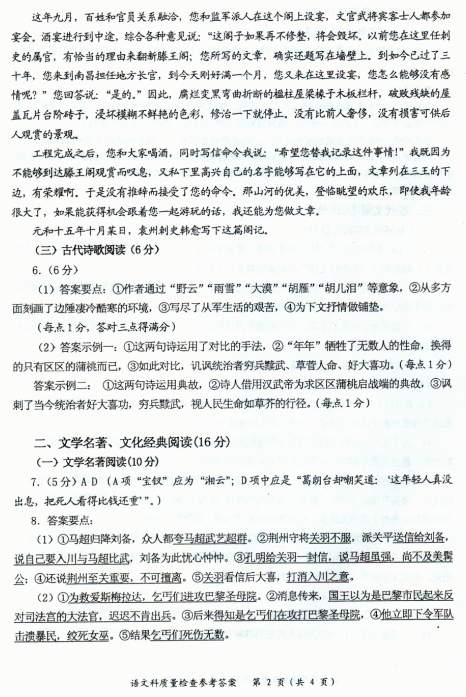 这年九月，百姓和官员关系融洽，您和监军派人在这个阁上设宴，文官武将宾客士人都参加
宴会。酒宴进行到中途，综合各种意见说：“这阁子如果再不修整，将会毁坏。以前您在这里任刺
史的属官，有恰当的理由来翻新滕王阁；您所写的文章，确实还题写在墙壁上。到如今已过了三
十年，您来到南昌担任地方长官，到今天刚好满一个月，您又来在这里设宴，您怎么能够没有感
情呢？”您回答说：“是的。”因此，腐烂变黑弯曲折断的楹柱屋梁椽子木板栏杆，破败残缺的屋
盖瓦片台阶砖子，浸坏模糊不鲜艳的色彩，修治一下就停止。没有比前人奢侈，没有损害可供后
人观赏的景观。
工程完成之后，您和大家喝酒，同时写信命令我说：“希望您替我记录这件事情！”我既因为
不能够到达滕王阁观赏而叹息，又私下里高兴自己的名字能够写在它的上面，文章列在三王的下
边，有荣耀啊。于是没有推辞而接受了您的命令。那山河的优美，登临眺望的欢乐，即使我年龄
很大了，如果能获得机会跟着您一起游玩的话，我还能为您做文章。
元和十五年十月某日，袁州刺史韩愈写下这篇阁记。
（三）古代诗歌阅读（6分）
6.（6分）
（1）答案要点：①作者通过“野云”“雨雪”“大漠”“胡雁”“胡儿泪”等意象，②从多方
面刻画了边陲凄冷酷寒的环境，③写尽了从军生活的艰苦，④为下文抒情做铺垫。
（每点1分，答对三点得满分）
（2）答案示例一：①这两句诗运用了对比的手法，②“年年”牺牲了无数人的生命，换得
的只有区区的蒲桃而已，③如此对比，讥讽统治者穷兵黩武、草菅人命、好大喜功。（每点1分）
答案示例二：①这两句诗运用典故，②诗人借用汉武帝为求区区蒲桃启战端的典故，③讽
刺了当今统治者好大喜功，穷兵黩武，视人民生命如草芥的行径。（每点1分）
二、文学名著、文化经典阅读(16分)
（一）文学名著阅读(10分)
7.（5分）A D（A项“宝钗”应为“湘云”；D项中应是“葛朗台却嘲笑道：‘这年轻人真没
出息，把死人看得比钱还重’”。）
8. 答案要点：
（1）①马超归降刘备，众人都夸马超武艺超群。②荆州守将关羽不服，派关平送信给刘备，
说自己要入川与马超比武，刘备为此忧心忡忡。③孔明给关羽一封信，说马超虽强，尚不及美髯
公；④还说荆州至关重要，不可擅离。⑤关羽看信后大喜，打消入川之意。
（2）①为救爱斯梅拉达，乞丐们进攻巴黎圣母院。②消息传来，国王以为是巴黎市民起来反
对司法宫的大法官，迟迟不肯出兵。③后来得知是乞丐们在攻打巴黎圣母院，④他立即下令军队
击溃暴民，绞死女巫。⑤结果乞丐们死伤无数。
语文科质量检查参考答案 第2页(共4页)